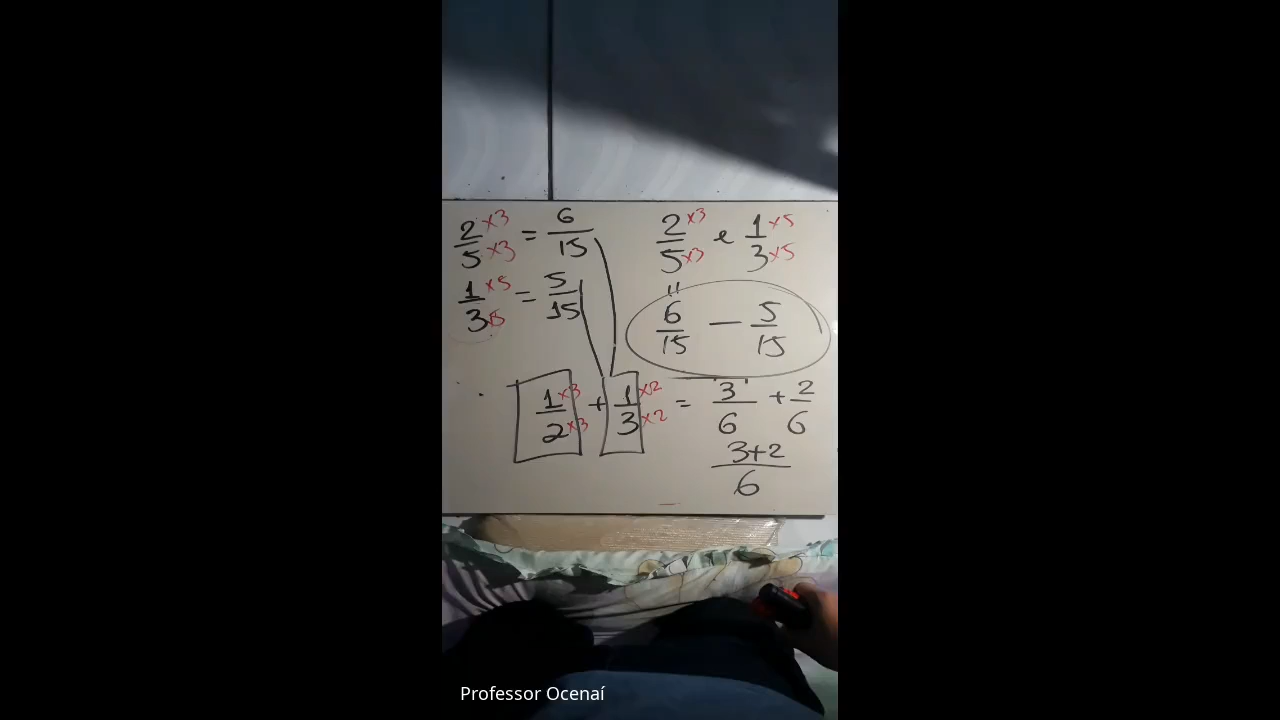 2/5 ×3 ×3 = 6/15
2/5 ×3 ×3 e 1/3 ×5 ×5
1/3 ×5 ×5 = 5/15
"
6/15 — 5/15
1/2 ×3 ×3 + 1/3 ×2 ×2 = 3/6 + 2/6
3+2/6
Professor Ocenaí